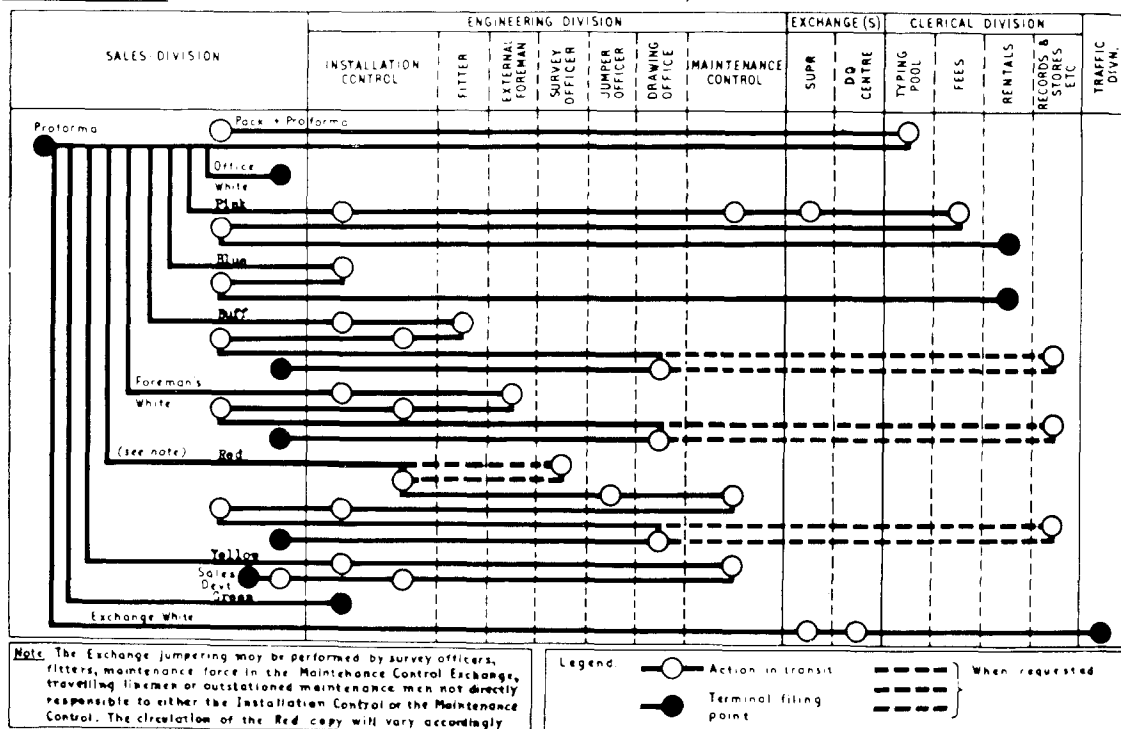 ENGINEERING DIVISION
EXCHANGE(S)
CLERICAL DIVISION
SALES DIVISION
INSTALLATION
CONTROL
FITTER
EXTERNAL
FOREMAN
SURVEY
OFFICER
JUMPER
OFFICER
DRAWING
OFFICE
MAINTENANCE
CONTROL
SUPR
DQ
CENTRE
TYPING
POOL
FEES
RENTALS
RECORDS &
STORES
ETC
TRAFFIC
DIVN.
Proforma
Pack + Proforma
Office
White
Pink
Blue
Buff
Foreman's
White
(see note)
Red
Yellow
Sales
Devt
Green
Exchange White
Note The Exchange jumpering may be performed by survey officers,
fitters, maintenance force in the Maintenance Control Exchange,
travelling linemen or outstationed maintenance men not directly
responsible to either the Installation Control or the Maintenance
Control. The circulation of the Red copy will vary accordingly
Legend.
Action in transit
When requested
Terminal filing
point